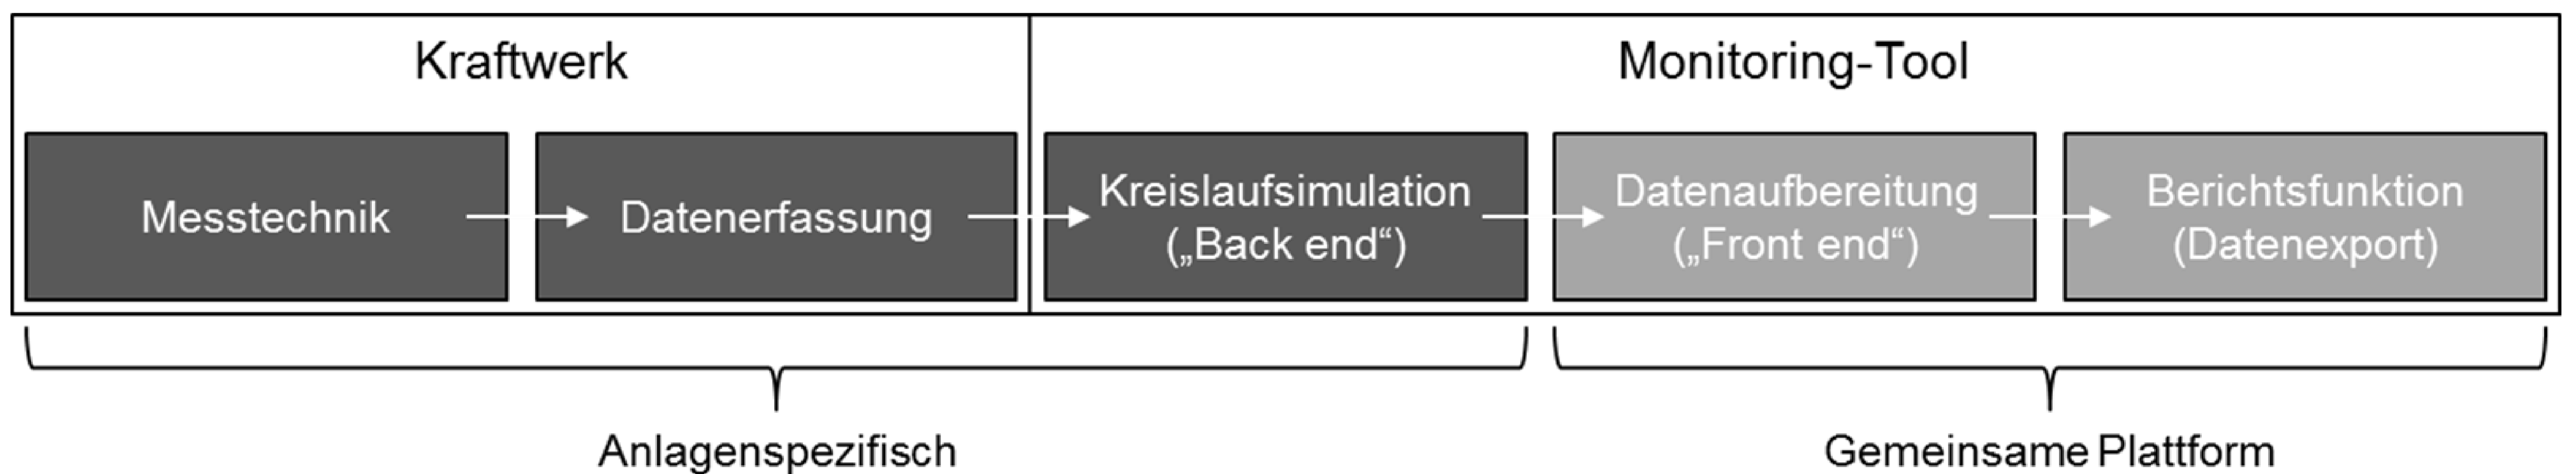 Kraftwerk
Monitoring-Tool
Messtechnik
Datenerfassung
Kreislaufsimulation
(„Back end“)
Datenaufbereitung
(„Front end“)
Berichtsfunktion
(Datenexport)
Anlagenspezifisch
Gemeinsame Plattform